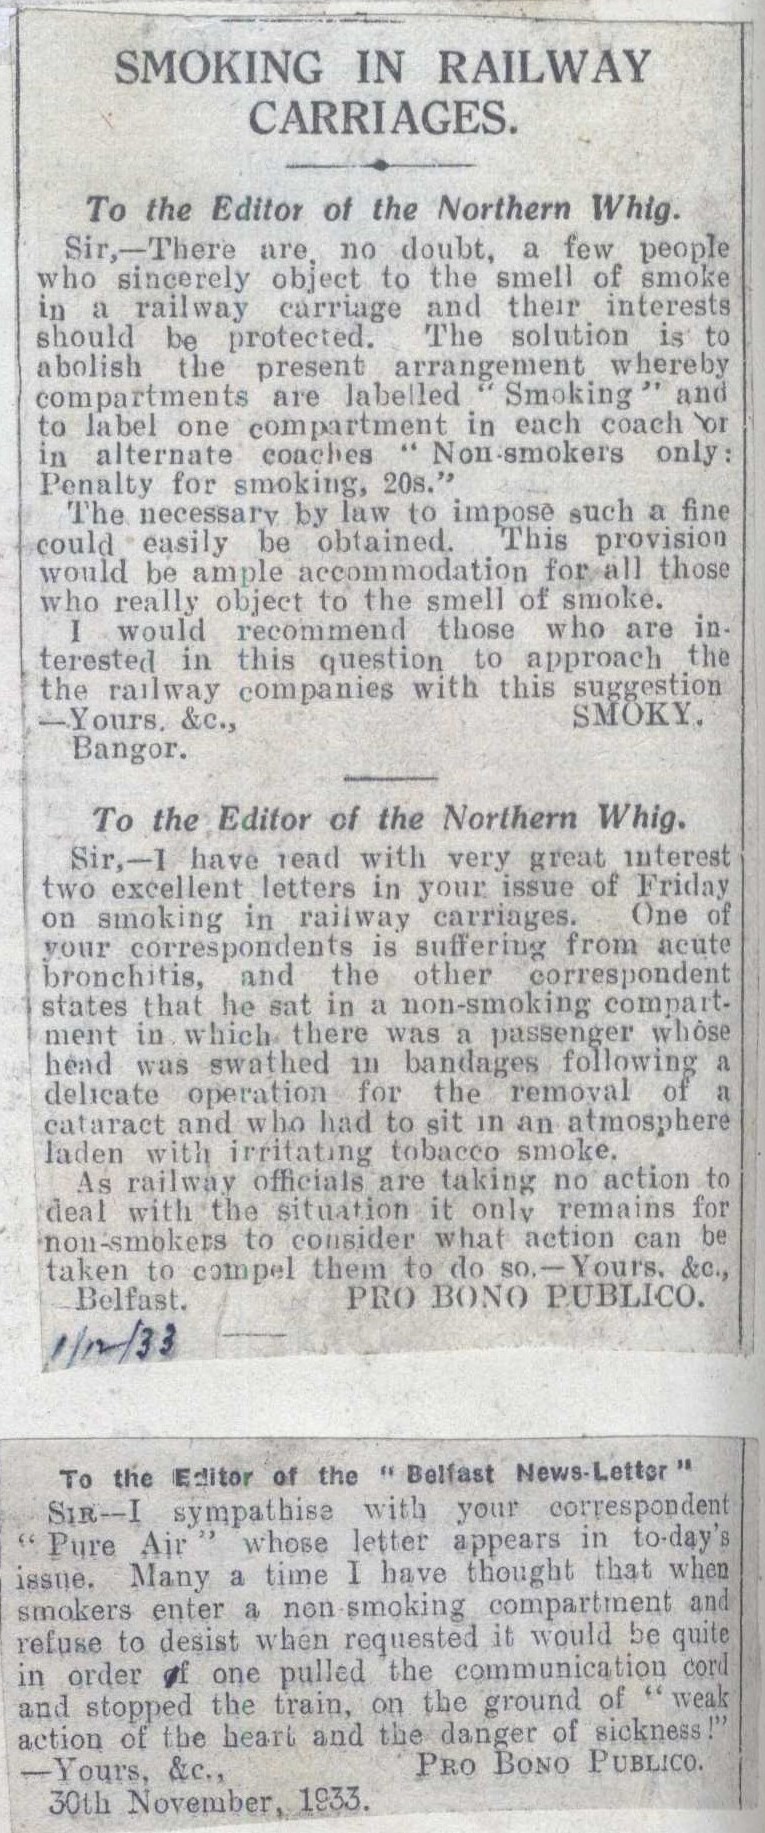 SMOKING IN RAILWAY
CARRIAGES.
To the Editor of the Northern Whig.
Sir,—There are, no doubt, a few people
who sincerely object to the smell of smoke
in a railway carriage and their interests
should be protected. The solution is to
abolish the present arrangement whereby
compartments are labelled “Smoking” and
to label one compartment in each coach or
in alternate coaches “Non-smokers only:
Penalty for smoking, 20s.”
The necessary by law to impose such a fine
could easily be obtained. This provision
would be ample accommodation for all those
who really object to the smell of smoke.
I would recommend those who are in-
terested in this question to approach the
the railway companies with this suggestion
—Yours, &c., SMOKY.
Bangor.
To the Editor of the Northern Whig.
Sir,—I have read with very great interest
two excellent letters in your issue of Friday
on smoking in railway carriages. One of
your correspondents is suffering from acute
bronchitis, and the other correspondent
states that he sat in a non-smoking compart-
ment in which there was a passenger whose
head was swathed in bandages following a
delicate operation for the removal of a
cataract and who had to sit in an atmosphere
laden with irritating tobacco smoke.
As railway officials are taking no action to
deal with the situation it only remains for
non-smokers to consider what action can be
taken to compel them to do so.—Yours, &c.,
Belfast. PRO BONO PUBLICO.
1/12/33
To the Editor of the “Belfast News-Letter”
SIR—I sympathise with your correspondent
“Pure Air” whose letter appears in to-day's
issue. Many a time I have thought that when
smokers enter a non-smoking compartment and
refuse to desist when requested it would be quite
in order if one pulled the communication cord
and stopped the train, on the ground of “weak
action of the heart and the danger of sickness!”
—Yours, &c., PRO BONO PUBLICO.
30th November, 1933.